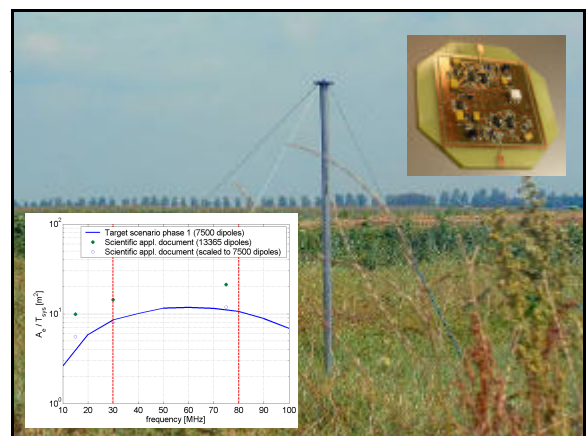 Target scenario phase 1 (7500 dipoles)
Scientific appl. document (13365 dipoles)
Scientific appl. document (scaled to 7500 dipoles)
10²
10¹
10⁰
A_e / T_sys [m²]
10 20 30 40 50 60 70 80 90 100
frequency [MHz]